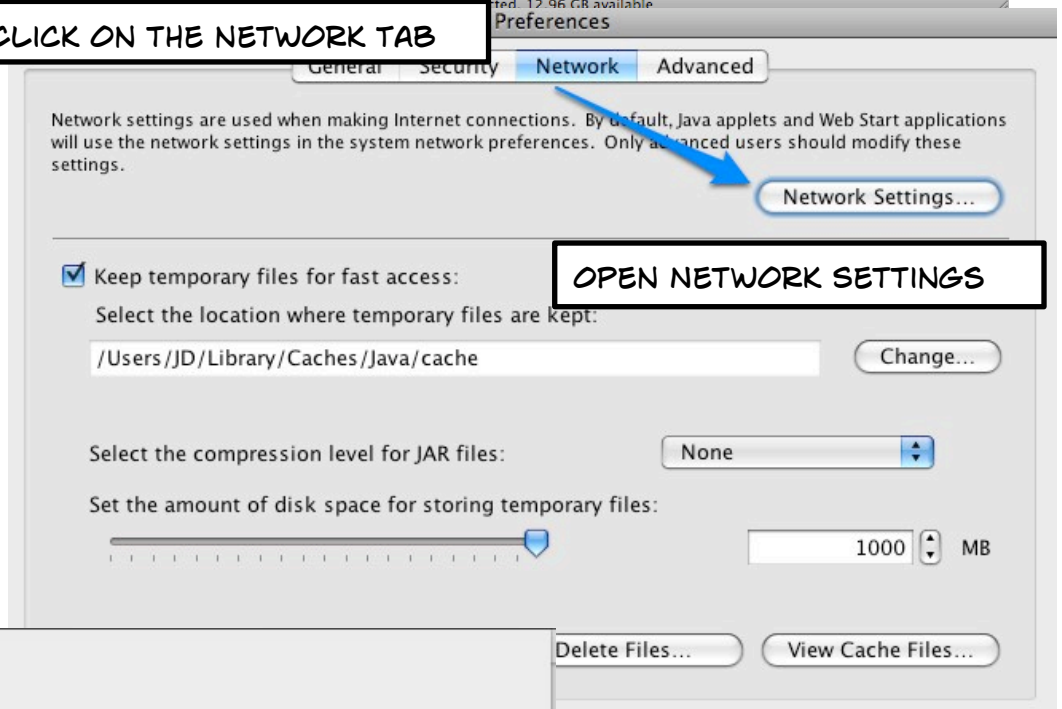 12.96 GB available
CLICK ON THE NETWORK TAB
Preferences
General Security Network Advanced
Network settings are used when making Internet connections. By default, Java applets and Web Start applications
will use the network settings in the system network preferences. Only advanced users should modify these
settings.
Network Settings...
OPEN NETWORK SETTINGS
Keep temporary files for fast access:
Select the location where temporary files are kept:
/Users/JD/Library/Caches/Java/cache
Change...
Select the compression level for JAR files:
None
Set the amount of disk space for storing temporary files:
1000 MB
Delete Files...
View Cache Files...